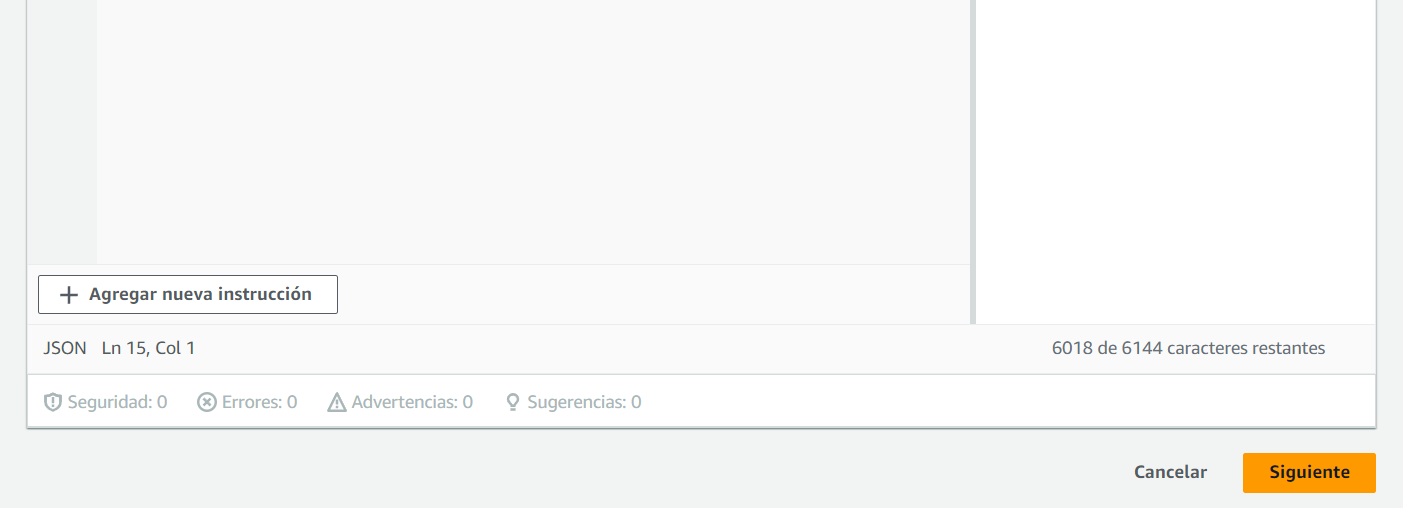 Agregar nueva instrucción
JSON Ln 15, Col 1 6018 de 6144 caracteres restantes
Seguridad: 0 Errores: 0 Advertencias: 0 Sugerencias: 0
Cancelar Siguiente